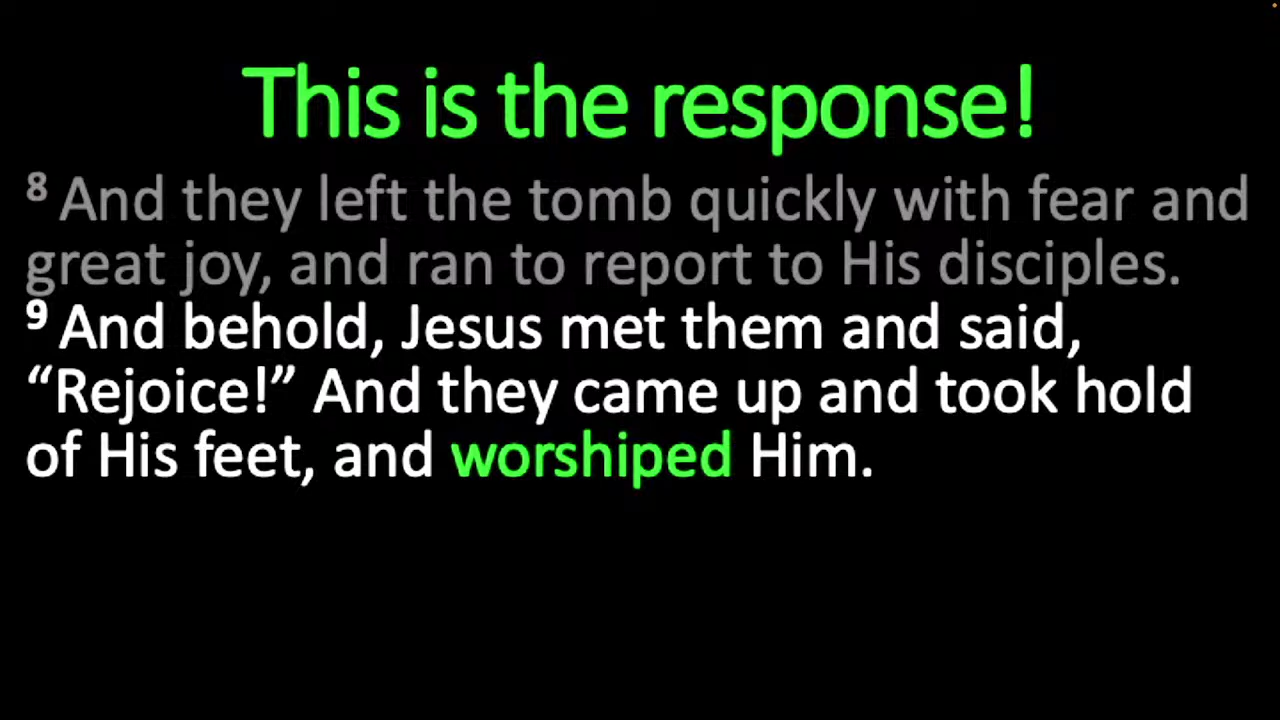 This is the response!
8 And they left the tomb quickly with fear and
great joy, and ran to report to His disciples.
9 And behold, Jesus met them and said,
“Rejoice!” And they came up and took hold
of His feet, and worshiped Him.